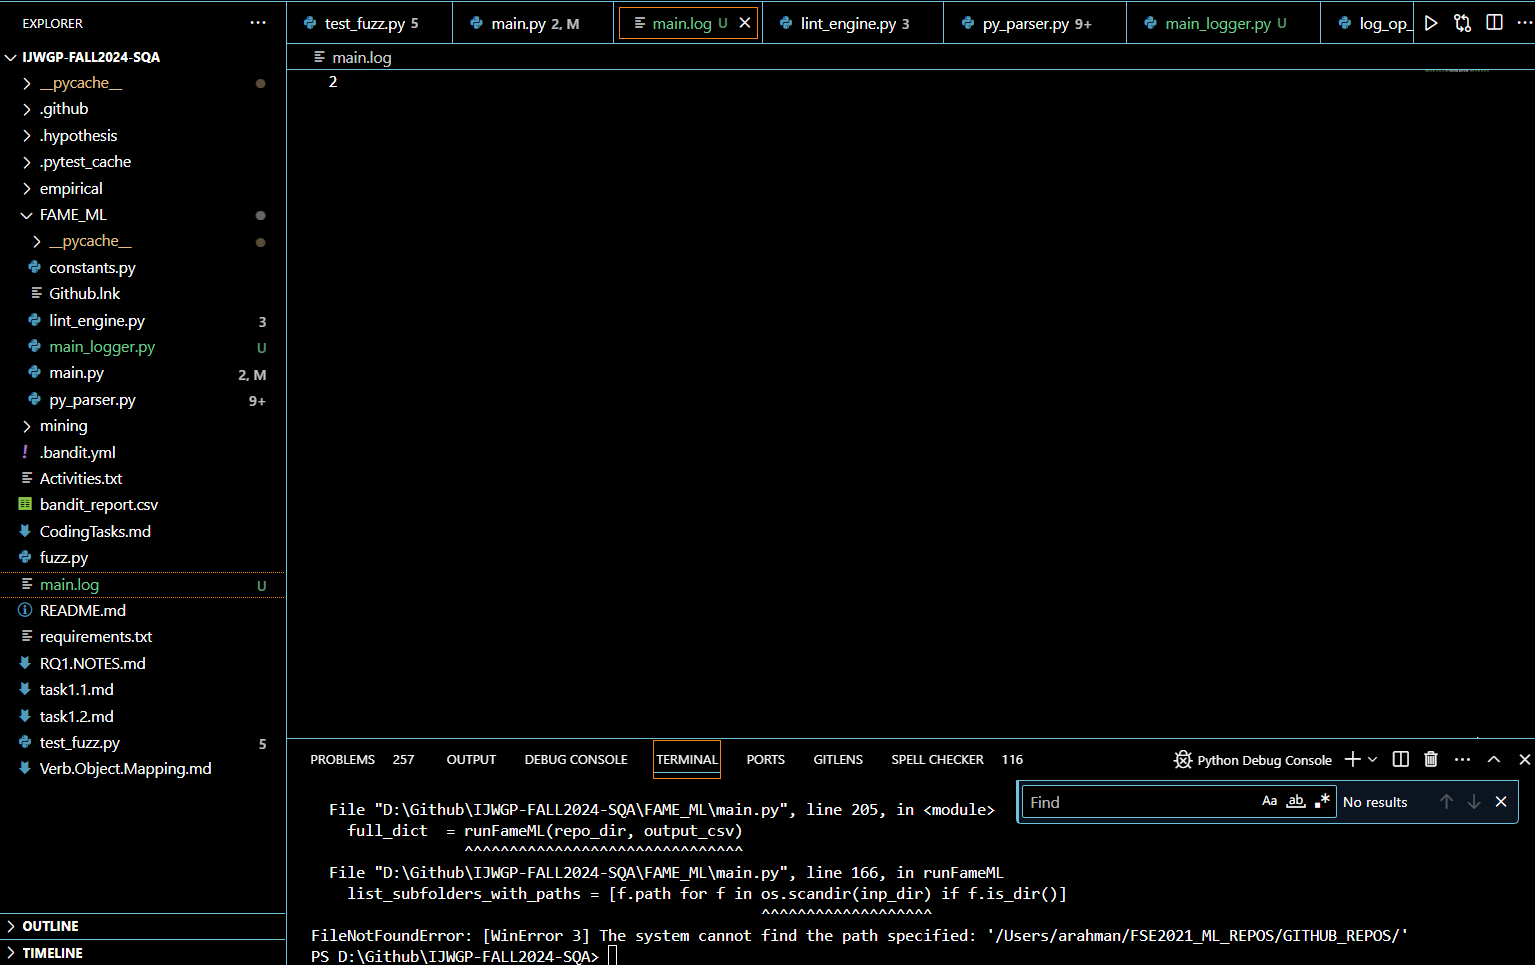 EXPLORER
IJWGP-FALL2024-SQA
__pycache__
.github
.hypothesis
.pytest_cache
empirical
FAME_ML
__pycache__
constants.py
Github.lnk
lint_engine.py 3
main_logger.py U
main.py 2, M
py_parser.py 9+
mining
.bandit.yml
Activities.txt
bandit_report.csv
CodingTasks.md
fuzz.py
main.log U
README.md
requirements.txt
RQ1.NOTES.md
task1.1.md
task1.2.md
test_fuzz.py 5
Verb.Object.Mapping.md
OUTLINE
TIMELINE
test_fuzz.py 5 main.py 2, M main.log U lint_engine.py 3 py_parser.py 9+ main_logger.py U log_op_
main.log
2
PROBLEMS 257 OUTPUT DEBUG CONSOLE TERMINAL PORTS GITLENS SPELL CHECKER 116 Python Debug Console
Find Aa ab No results
File "D:\Github\IJWGP-FALL2024-SQA\FAME_ML\main.py", line 205, in <module>
full_dict  = runFameML(repo_dir, output_csv)
^^^^^^^^^^^^^^^^^^^^^^^^^^^^^^^
File "D:\Github\IJWGP-FALL2024-SQA\FAME_ML\main.py", line 166, in runFameML
list_subfolders_with_paths = [f.path for f in os.scandir(inp_dir) if f.is_dir()]
^^^^^^^^^^^^^^^^^^^
FileNotFoundError: [WinError 3] The system cannot find the path specified: '/Users/arahman/FSE2021_ML_REPOS/GITHUB_REPOS/'
PS D:\Github\IJWGP-FALL2024-SQA>